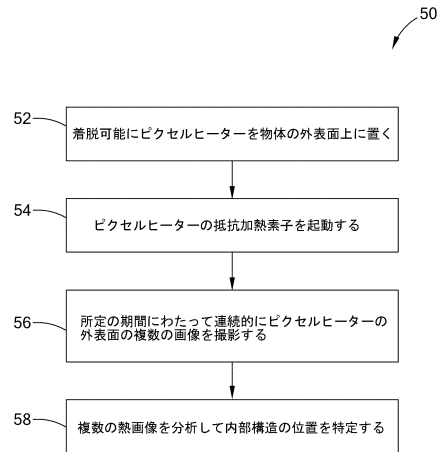 50
52
着脱可能にピクセルヒーターを物体の外表面上に置く
54
ピクセルヒーターの抵抗加熱素子を起動する
56
所定の期間にわたって連続的にピクセルヒーターの
外表面の複数の画像を撮影する
58
複数の熱画像を分析して内部構造の位置を特定する